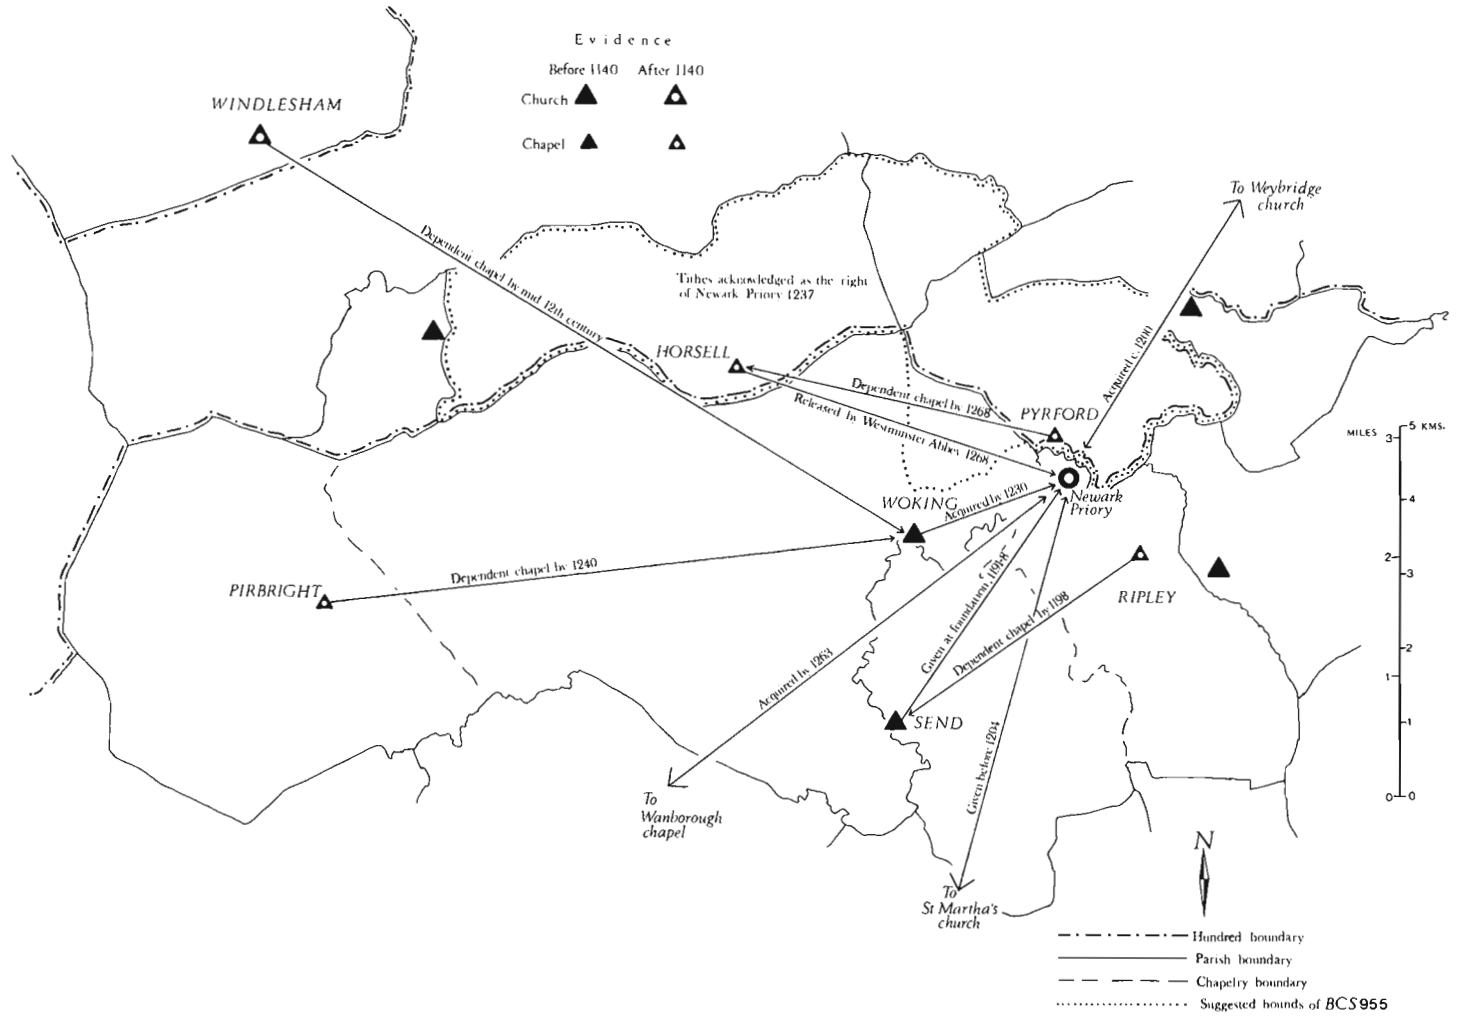 Evidence
Before 1140 After 1140
Church
Chapel
WINDLESHAM
To Weybridge
church
Dependent chapel by mid 12th century
Tithes acknowledged as the right
of Newark Priory 1237
Acquired c. 1200
HORSELL
Dependent chapel by 1268
Released by Westminster Abbey 1268
PYRFORD
MILES
5 KMS.
3
4
2
3
2
1
1
0
0
WOKING
Acquired by 1230
Newark
Priory
Dependent chapel by 1240
PIRBRIGHT
RIPLEY
Given at foundation, 1191-8
Dependent chapel by 1198
Acquired by 1263
SEND
Given before 1204
To
Wanborough
chapel
To
St Martha's
church
N
Hundred boundary
Parish boundary
Chapelry boundary
Suggested bounds of BCS 955